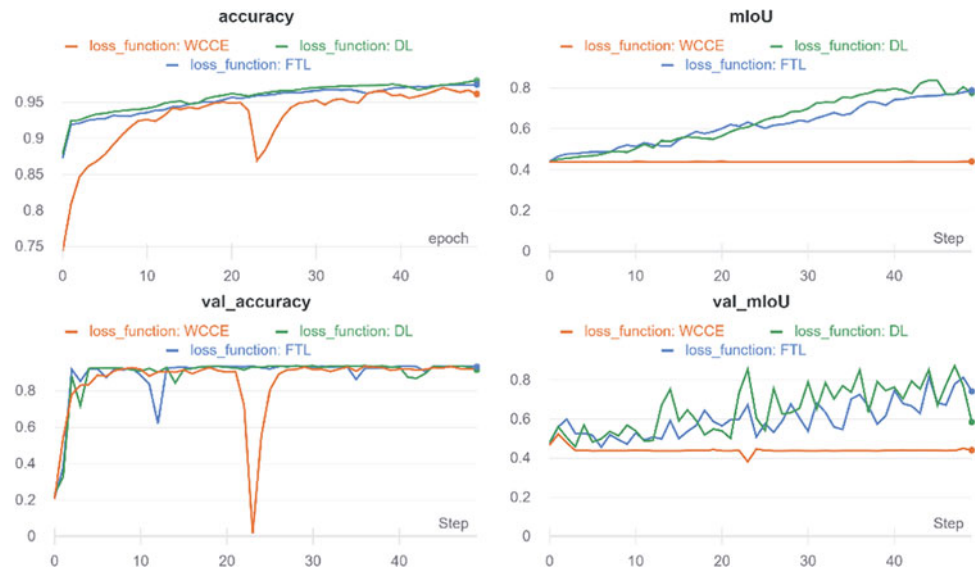 accuracy
loss_function: WCCE loss_function: DL
loss_function: FTL
0.95
0.9
0.85
0.8
0.75
epoch
0 10 20 30 40
mIoU
loss_function: WCCE loss_function: DL
loss_function: FTL
0.8
0.6
0.4
0.2
0
Step
0 10 20 30 40
val_accuracy
loss_function: WCCE loss_function: DL
loss_function: FTL
0.8
0.6
0.4
0.2
0
Step
0 10 20 30 40
val_mIoU
loss_function: WCCE loss_function: DL
loss_function: FTL
0.8
0.6
0.4
0.2
0
Step
0 10 20 30 40